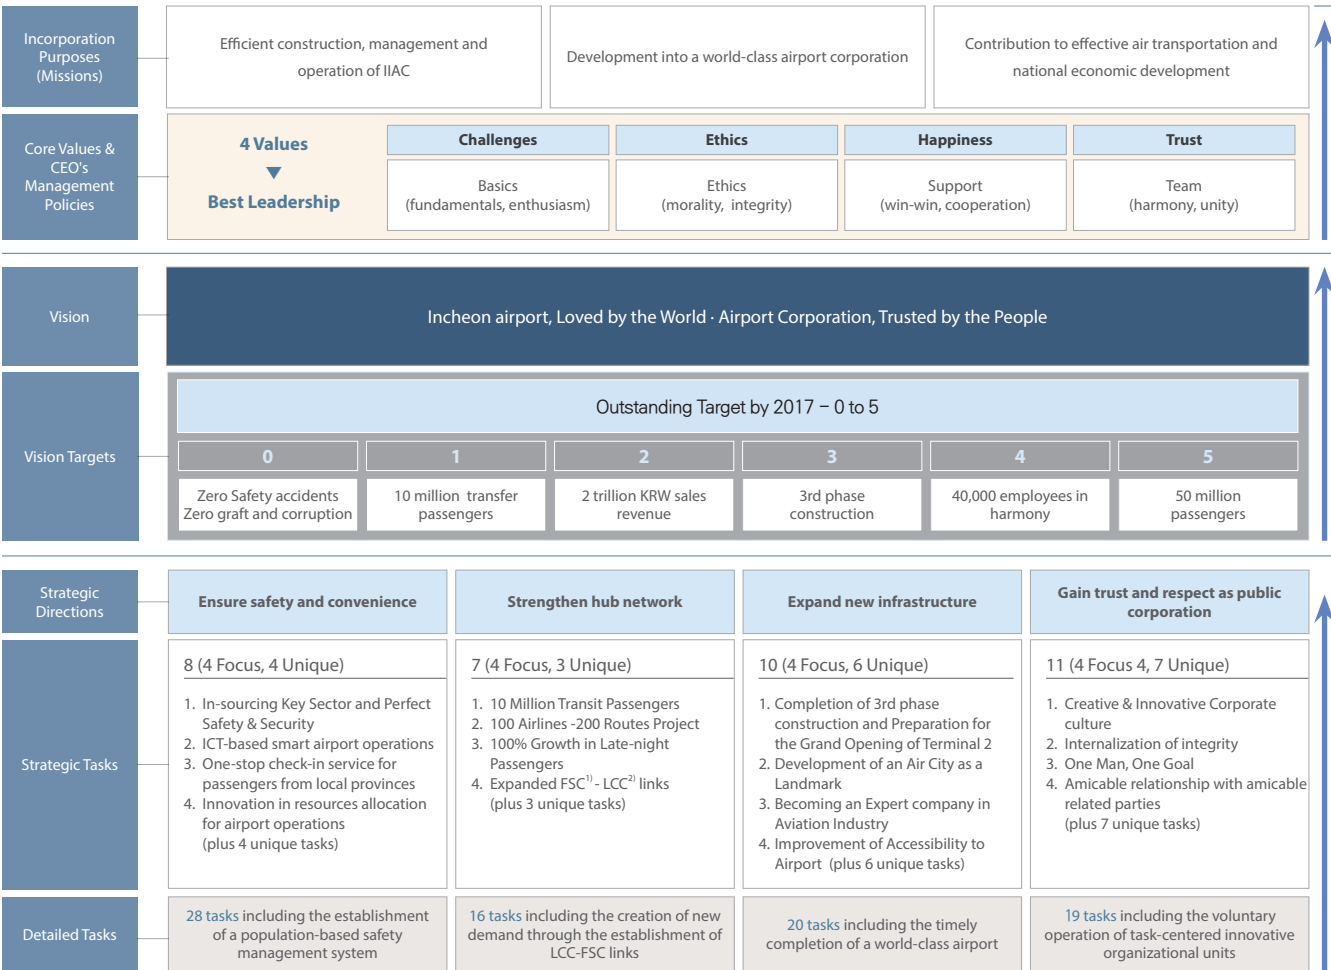 Incorporation
Purposes
(Missions)
Efficient construction, management and
operation of IIAC
Development into a world-class airport corporation
Contribution to effective air transportation and
national economic development
Core Values &
CEO's
Management
Policies
4 Values
▼
Best Leadership
Challenges
Basics
(fundamentals, enthusiasm)
Ethics
Ethics
(morality, integrity)
Happiness
Support
(win-win, cooperation)
Trust
Team
(harmony, unity)
Vision
Incheon airport, Loved by the World · Airport Corporation, Trusted by the People
Vision Targets
Outstanding Target by 2017 – 0 to 5
0
Zero Safety accidents
Zero graft and corruption
1
10 million transfer
passengers
2
2 trillion KRW sales
revenue
3
3rd phase
construction
4
40,000 employees in
harmony
5
50 million
passengers
Strategic
Directions
Ensure safety and convenience
Strengthen hub network
Expand new infrastructure
Gain trust and respect as public
corporation
Strategic Tasks
8 (4 Focus, 4 Unique)
1. In-sourcing Key Sector and Perfect
Safety & Security
2. ICT-based smart airport operations
3. One-stop check-in service for
passengers from local provinces
4. Innovation in resources allocation
for airport operations
(plus 4 unique tasks)
7 (4 Focus, 3 Unique)
1. 10 Million Transit Passengers
2. 100 Airlines -200 Routes Project
3. 100% Growth in Late-night
Passengers
4. Expanded FSC1) - LCC2) links
(plus 3 unique tasks)
10 (4 Focus, 6 Unique)
1. Completion of 3rd phase
construction and Preparation for
the Grand Opening of Terminal 2
2. Development of an Air City as a
Landmark
3. Becoming an Expert company in
Aviation Industry
4. Improvement of Accessibility to
Airport (plus 6 unique tasks)
11 (4 Focus 4, 7 Unique)
1. Creative & Innovative Corporate
culture
2. Internalization of integrity
3. One Man, One Goal
4. Amicable relationship with amicable
related parties
(plus 7 unique tasks)
Detailed Tasks
28 tasks including the establishment
of a population-based safety
management system
16 tasks including the creation of new
demand through the establishment of
LCC-FSC links
20 tasks including the timely
completion of a world-class airport
19 tasks including the voluntary
operation of task-centered innovative
organizational units